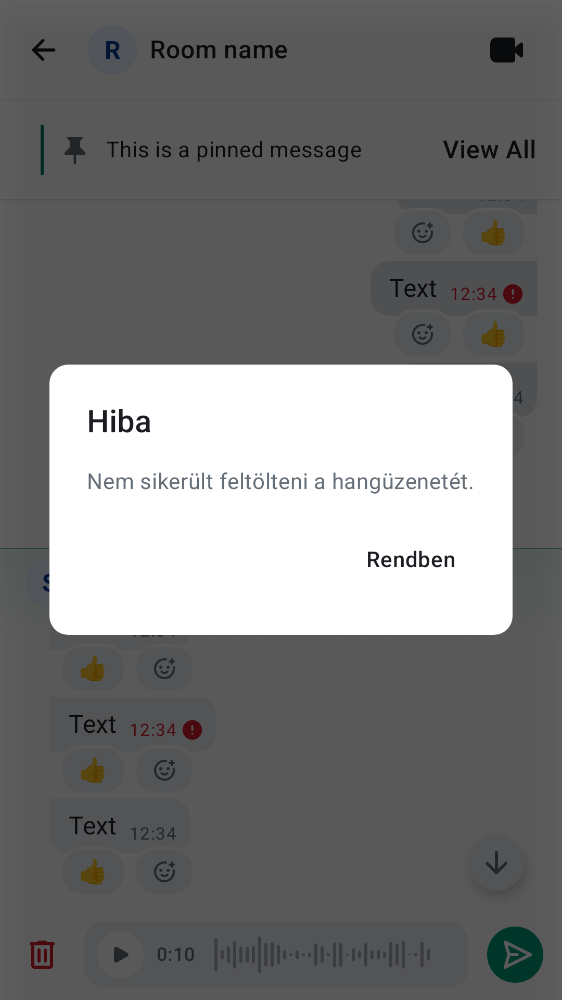 R Room name
This is a pinned message View All
Text 12:34
Hiba
Nem sikerült feltölteni a hangüzenetét.
Rendben
Text 12:34
Text 12:34
0:10